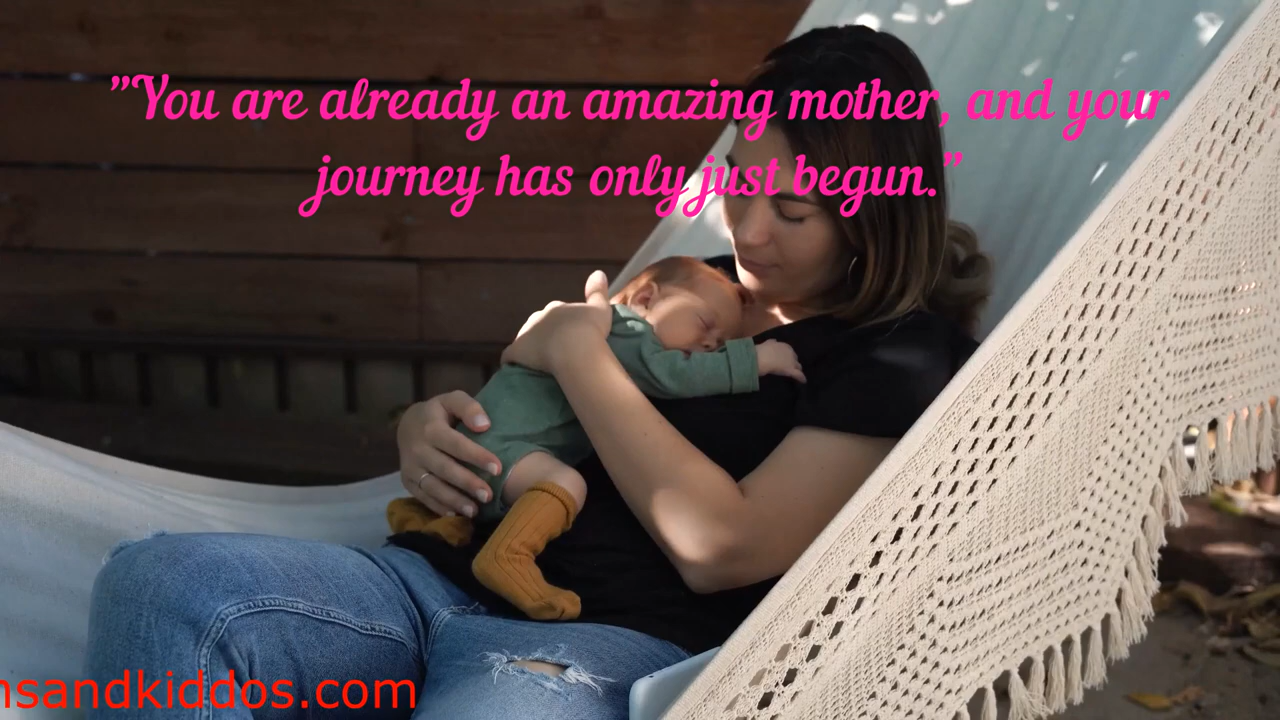 ”You are already an amazing mother, and your
journey has only just begun.”
nsandkiddos.com